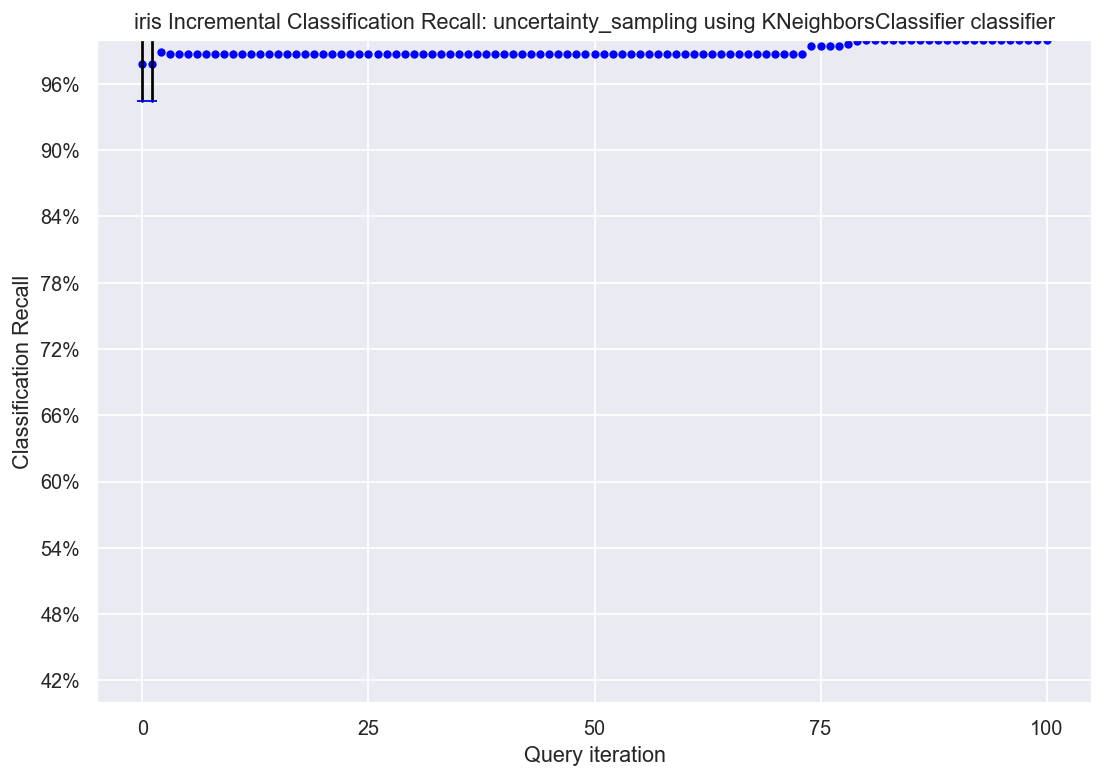 iris Incremental Classification Recall: uncertainty_sampling using KNeighborsClassifier classifier
96%
90%
84%
78%
72%
66%
60%
54%
48%
42%
Classification Recall
0 25 50 75 100
Query iteration